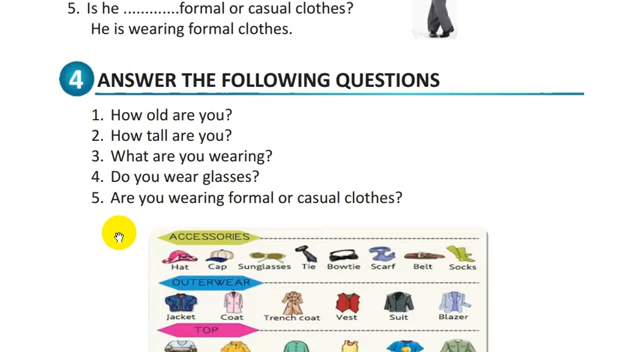 5. Is he .............formal or casual clothes?
He is wearing formal clothes.
4 ANSWER THE FOLLOWING QUESTIONS
1. How old are you?
2. How tall are you?
3. What are you wearing?
4. Do you wear glasses?
5. Are you wearing formal or casual clothes?
ACCESSORIES
Hat Cap Sunglasses Tie Bowtie Scarf Belt Socks
OUTERWEAR
Jacket Coat Trench coat Vest Suit Blazer
TOP